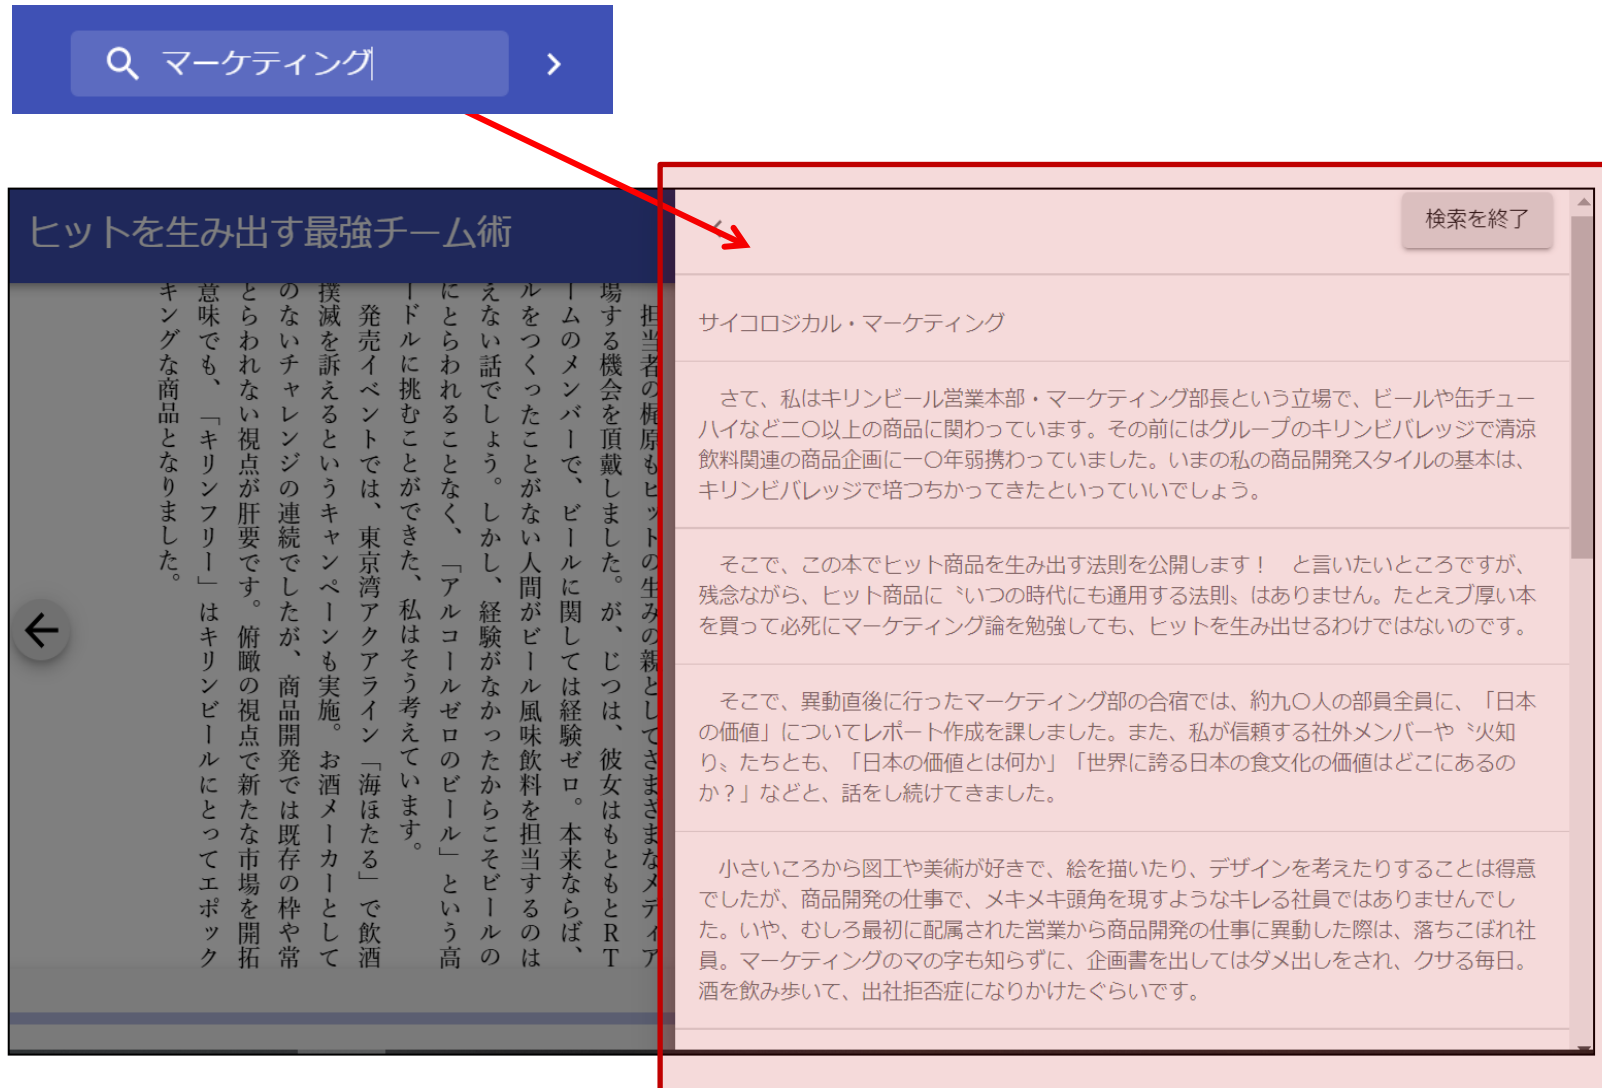 マーケティング
ヒットを生み出す最強チーム術
担当者の梶原もヒットの生みの親としてさまざまなメディア
場する機会を頂戴しました。が、じつは、彼女はもともとRT
ームのメンバーで、ビールに関しては経験ゼロ。本来ならば、
ルをつくったことがない人間がビール風味飲料を担当するのは
えない話でしょう。しかし、経験がなかったからこそビールの
にとらわれることなく、「アルコールゼロのビール」という高
ードルに挑むことができた、私はそう考えています。
発売イベントでは、東京湾アクアライン「海ほたる」で飲酒
撲滅を訴えるというキャンペーンも実施。お酒メーカーとして
のないチャレンジの連続でしたが、商品開発では既存の枠や常
とらわれない視点が肝要です。俯瞰の視点で新たな市場を開拓
意味でも、「キリンフリー」はキリンビールにとってエポック
キングな商品となりました。
検索を終了
サイコロジカル・マーケティング
さて、私はキリンビール営業本部・マーケティング部長という立場で、ビールや缶チュー
ハイなど二〇以上の商品に関わっています。その前にはグループのキリンビバレッジで清涼
飲料関連の商品企画に一〇年弱携わっていました。いまの私の商品開発スタイルの基本は、
キリンビバレッジで培つちかってきたといっていいでしょう。
そこで、この本でヒット商品を生み出す法則を公開します！　と言いたいところですが、
残念ながら、ヒット商品に〝いつの時代にも通用する法則〟はありません。たとえブ厚い本
を買って必死にマーケティング論を勉強しても、ヒットを生み出せるわけではないのです。
そこで、異動直後に行ったマーケティング部の合宿では、約九〇人の部員全員に、「日本
の価値」についてレポート作成を課しました。また、私が信頼する社外メンバーや〝火知
り〟たちとも、「日本の価値とは何か」「世界に誇る日本の食文化の価値はどこにあるの
か？」などと、話をし続けてきました。
小さいころから図工や美術が好きで、絵を描いたり、デザインを考えたりすることは得意
でしたが、商品開発の仕事で、メキメキ頭角を現すようなキレる社員ではありませんでし
た。いや、むしろ最初に配属された営業から商品開発の仕事に異動した際は、落ちこぼれ社
員。マーケティングのマの字も知らずに、企画書を出してはダメ出しをされ、クサる毎日。
酒を飲み歩いて、出社拒否症になりかけたぐらいです。